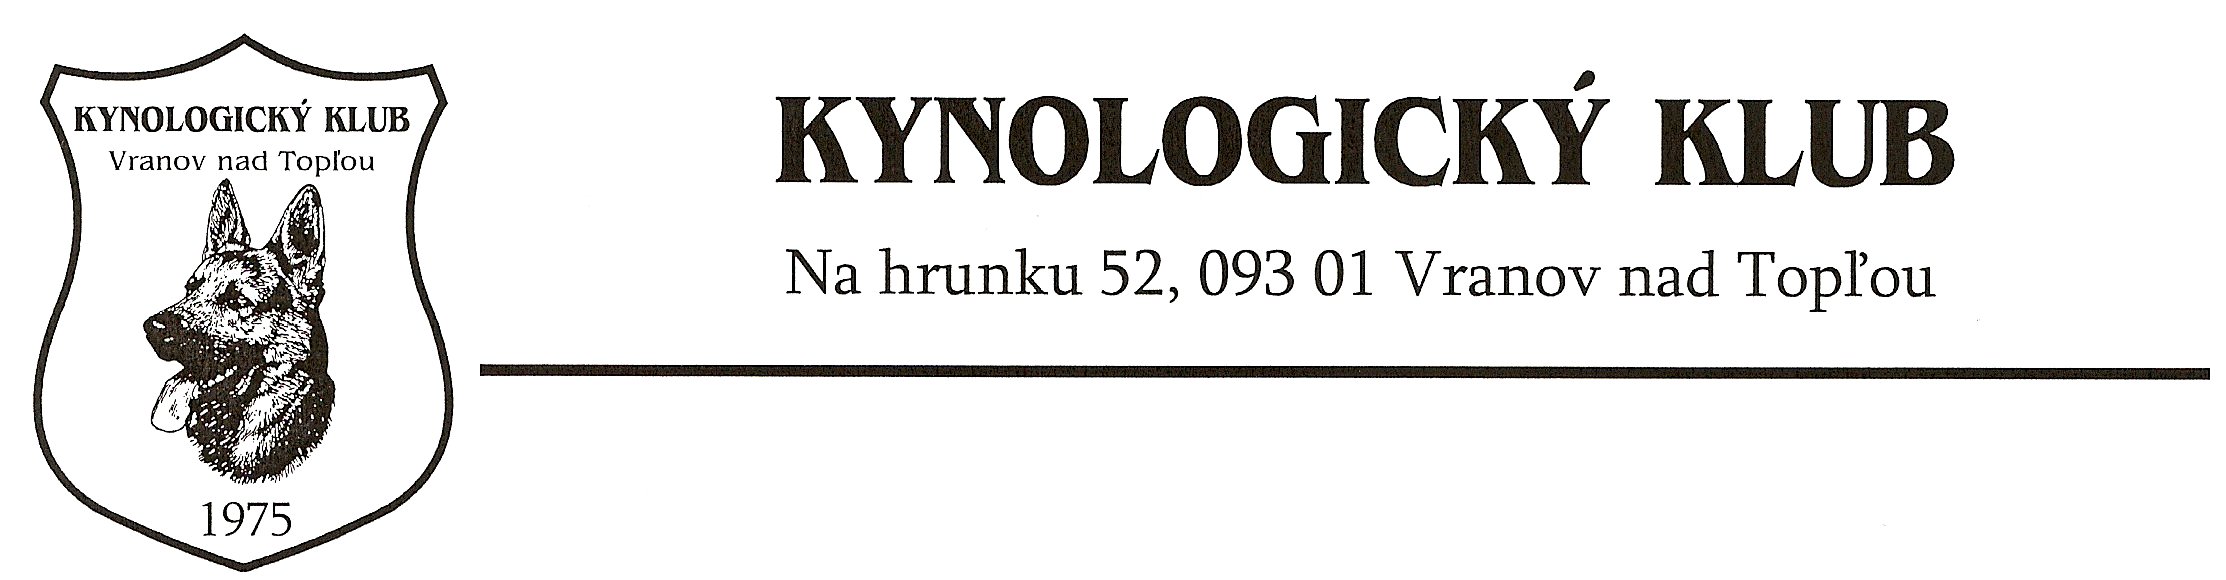 KYNOLOGICKÝ KLUB
Vranov nad Topľou
1975
KYNOLOGICKÝ KLUB
Na hrunku 52, 093 01 Vranov nad Topľou